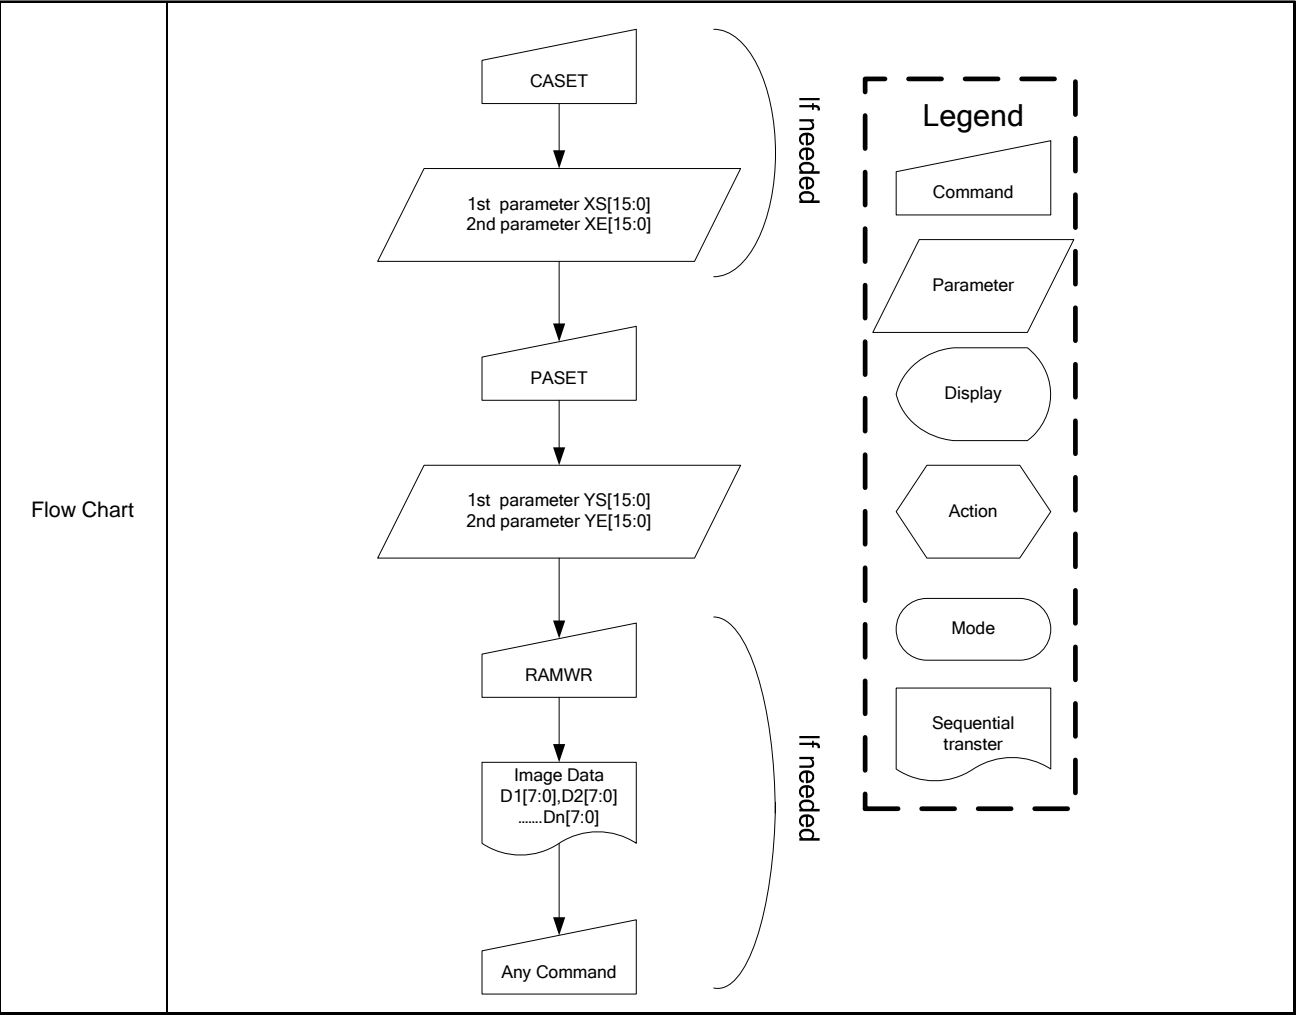 Flow Chart
CASET
1st  parameter XS[15:0]
2nd parameter XE[15:0]
If needed
PASET
1st  parameter YS[15:0]
2nd parameter YE[15:0]
RAMWR
Image Data
D1[7:0],D2[7:0]
.......Dn[7:0]
Any Command
If needed
Legend
Command
Parameter
Display
Action
Mode
Sequential
transter